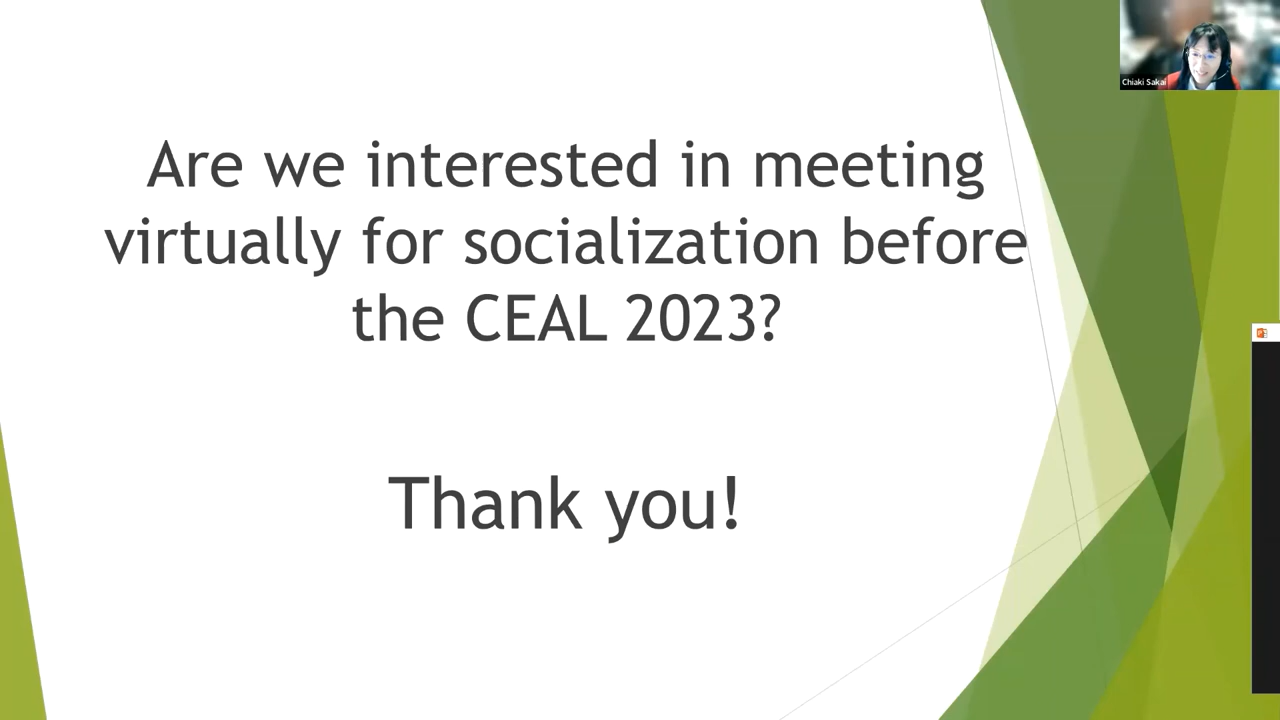 Chiaki Sakai
Are we interested in meeting
virtually for socialization before
the CEAL 2023?
Thank you!